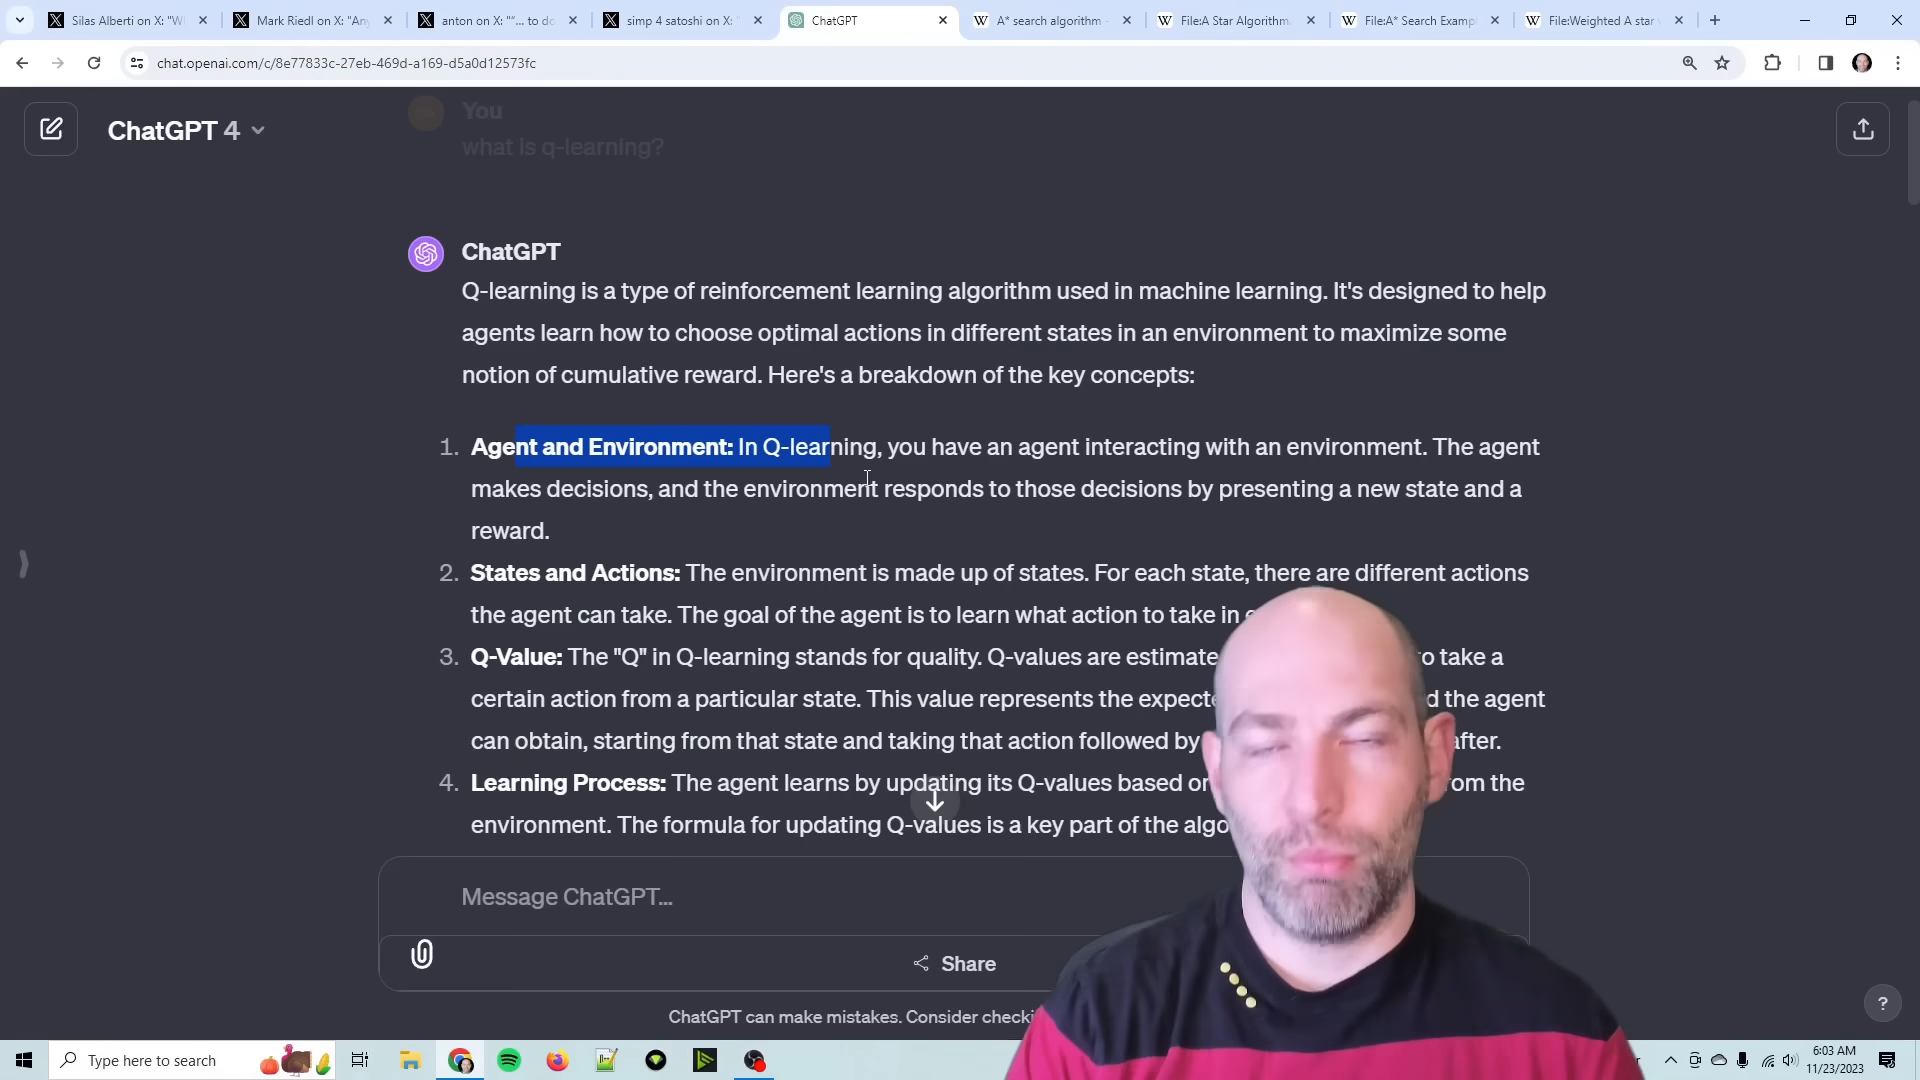 Silas Alberti on X: "W
Mark Riedl on X: "Any
anton on X: "“... to do
simp 4 satoshi on X: "
ChatGPT
A* search algorithm -
File:A Star Algorithm
File:A* Search Examp
File:Weighted A star
chat.openai.com/c/8e77833c-27eb-469d-a169-d5a0d12573fc
ChatGPT 4
You
what is q-learning?
ChatGPT
Q-learning is a type of reinforcement learning algorithm used in machine learning. It's designed to help
agents learn how to choose optimal actions in different states in an environment to maximize some
notion of cumulative reward. Here's a breakdown of the key concepts:
1. Agent and Environment: In Q-learning, you have an agent interacting with an environment. The agent
makes decisions, and the environment responds to those decisions by presenting a new state and a
reward.
2. States and Actions: The environment is made up of states. For each state, there are different actions
the agent can take. The goal of the agent is to learn what action to take in
3. Q-Value: The "Q" in Q-learning stands for quality. Q-values are estimate to take a
certain action from a particular state. This value represents the expecte the agent
can obtain, starting from that state and taking that action followed by after.
4. Learning Process: The agent learns by updating its Q-values based on from the
environment. The formula for updating Q-values is a key part of the algo
Message ChatGPT...
Share
ChatGPT can make mistakes. Consider checki
?
Type here to search
6:03 AM
11/23/2023